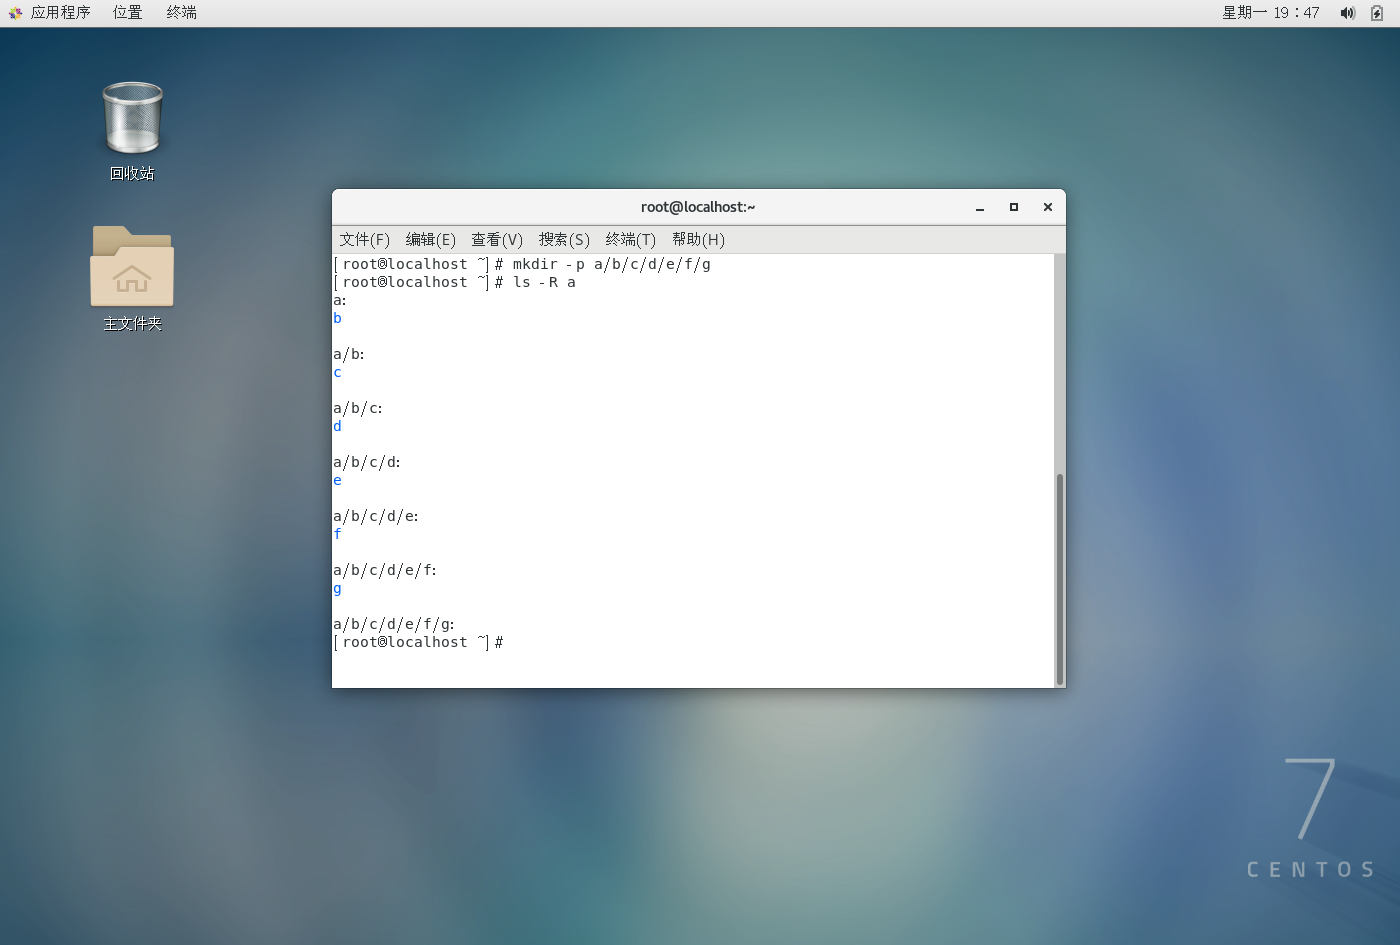 应用程序 位置 终端 星期一 19：47
回收站
主文件夹
root@localhost:~
文件(F) 编辑(E) 查看(V) 搜索(S) 终端(T) 帮助(H)
[root@localhost ~]# mkdir -p a/b/c/d/e/f/g
[root@localhost ~]# ls -R a
a:
b
a/b:
c
a/b/c:
d
a/b/c/d:
e
a/b/c/d/e:
f
a/b/c/d/e/f:
g
a/b/c/d/e/f/g:
[root@localhost ~]#
7
CENTOS